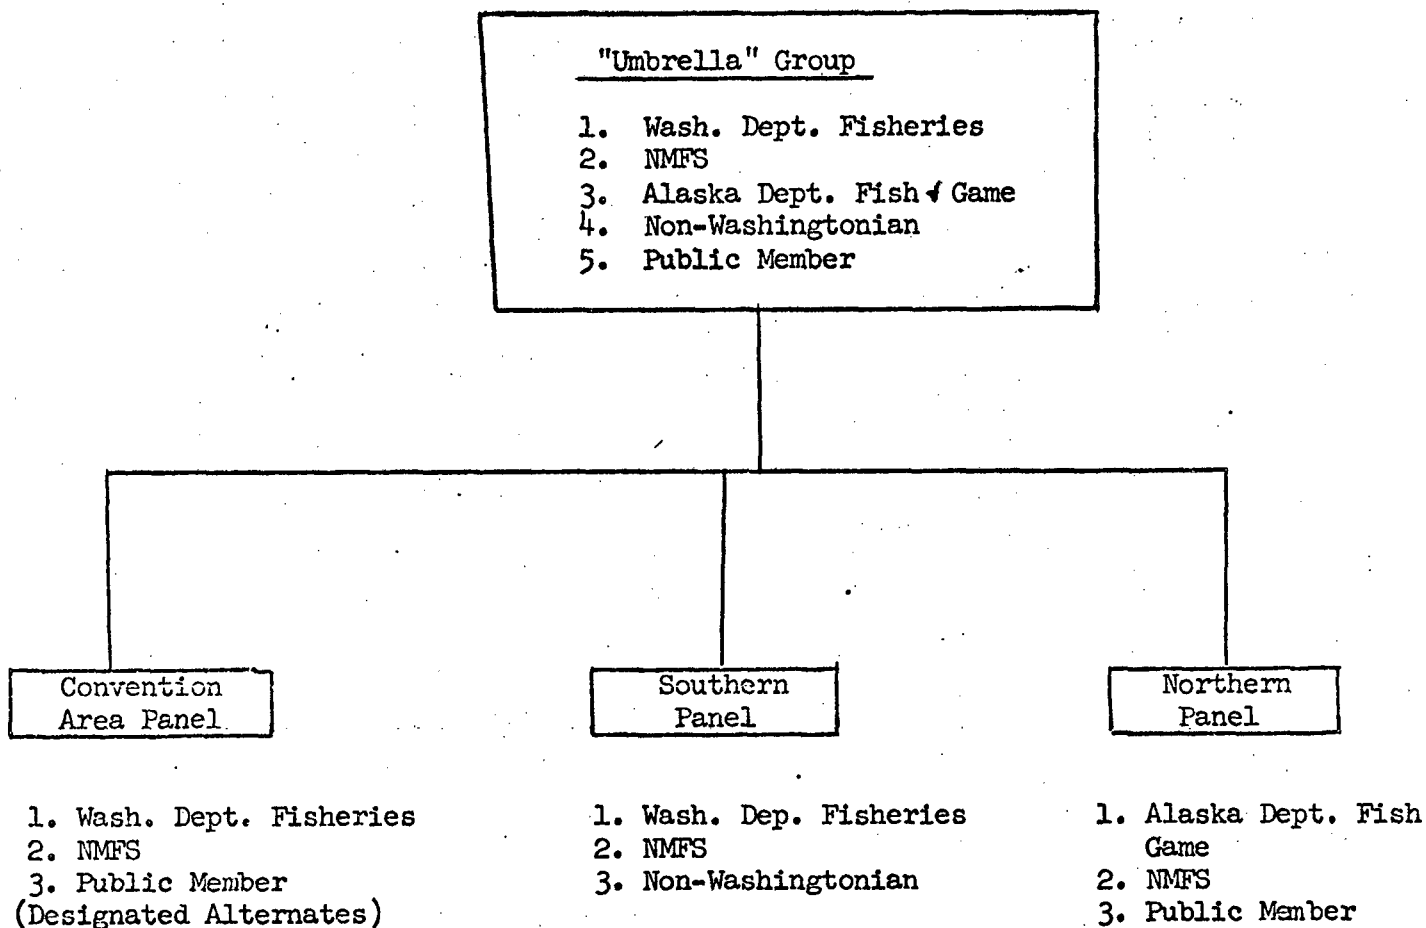 "Umbrella" Group
1. Wash. Dept. Fisheries
2. NMFS
3. Alaska Dept. Fish & Game
4. Non-Washingtonian
5. Public Member
Convention
Area Panel
1. Wash. Dept. Fisheries
2. NMFS
3. Public Member
(Designated Alternates)
Southern
Panel
1. Wash. Dep. Fisheries
2. NMFS
3. Non-Washingtonian
Northern
Panel
1. Alaska Dept. Fish
Game
2. NMFS
3. Public Member